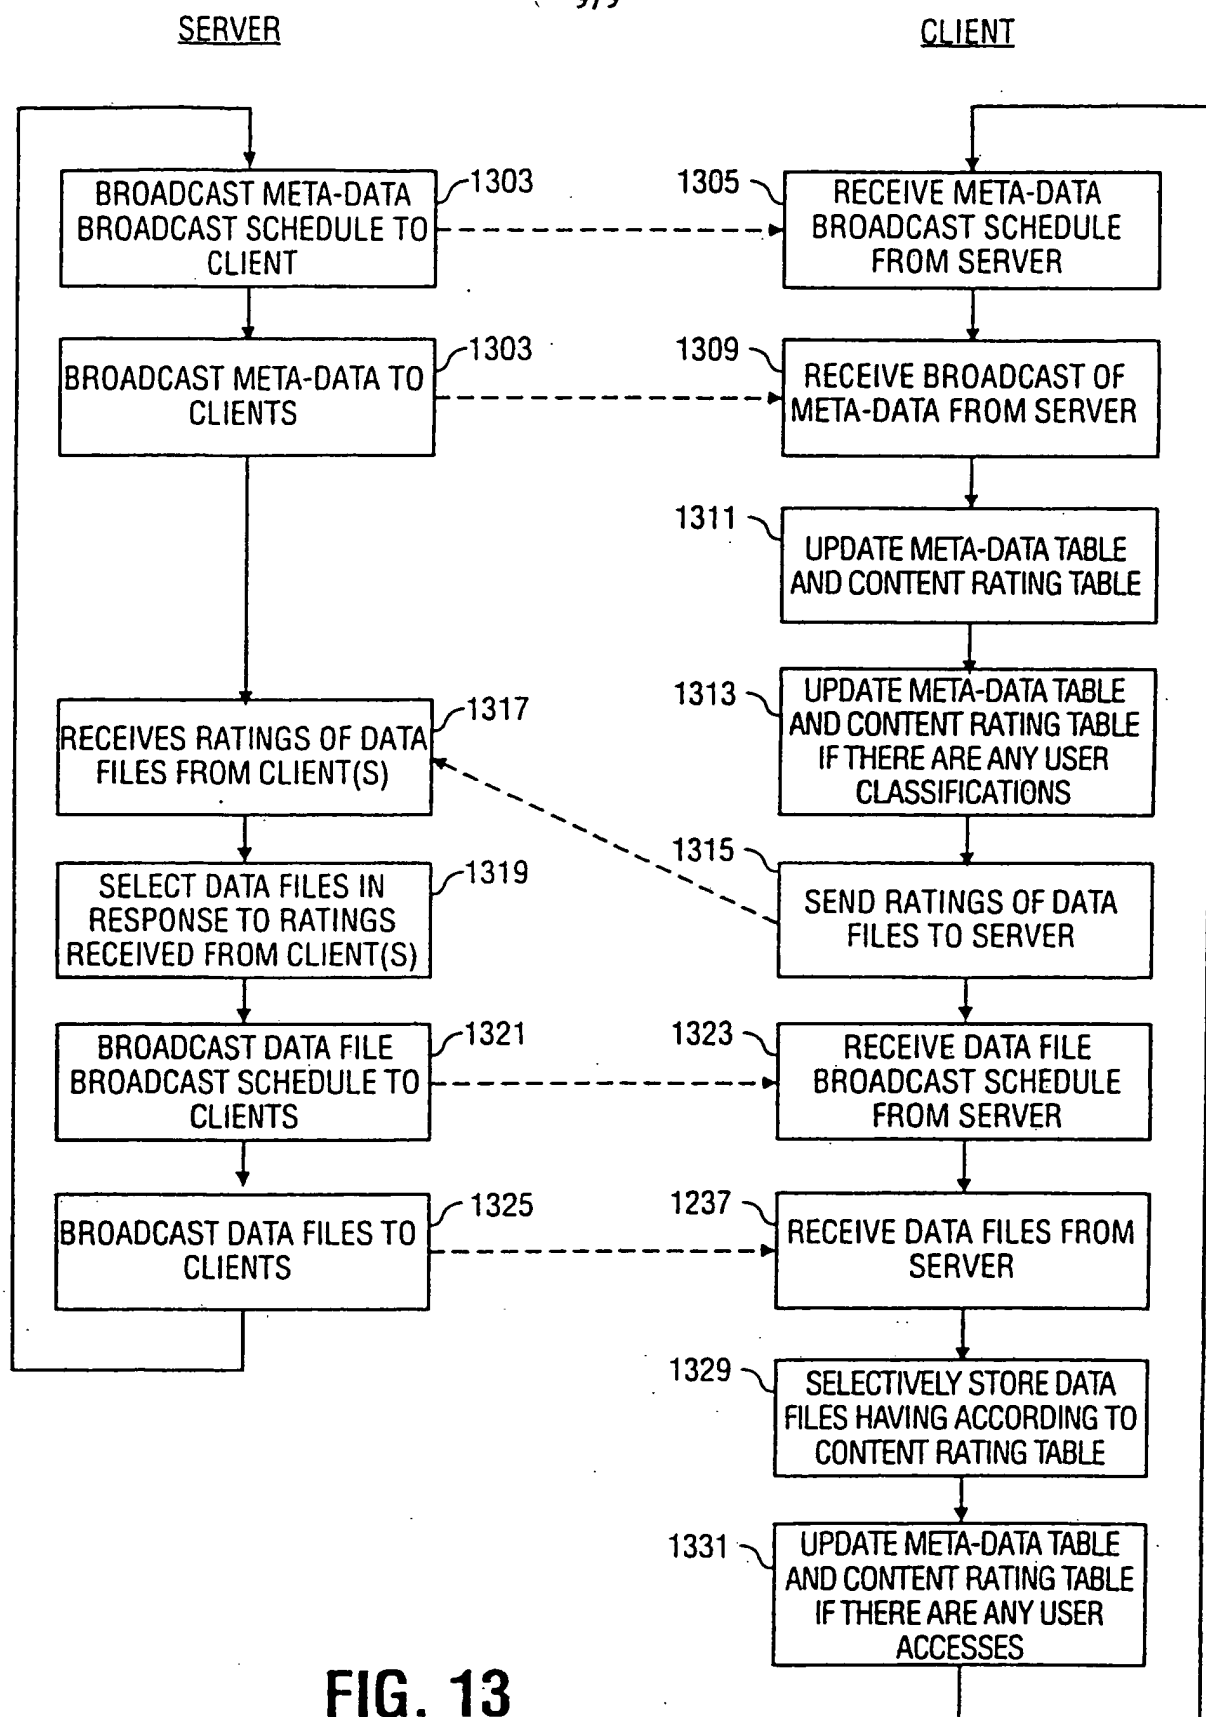 9/9
SERVER
CLIENT
BROADCAST META-DATA
BROADCAST SCHEDULE TO
CLIENT
1303
1305
RECEIVE META-DATA
BROADCAST SCHEDULE
FROM SERVER
BROADCAST META-DATA TO
CLIENTS
1303
1309
RECEIVE BROADCAST OF
META-DATA FROM SERVER
1311
UPDATE META-DATA TABLE
AND CONTENT RATING TABLE
1313
UPDATE META-DATA TABLE
AND CONTENT RATING TABLE
IF THERE ARE ANY USER
CLASSIFICATIONS
RECEIVES RATINGS OF DATA
FILES FROM CLIENT(S)
1317
1315
SEND RATINGS OF DATA
FILES TO SERVER
SELECT DATA FILES IN
RESPONSE TO RATINGS
RECEIVED FROM CLIENT(S)
1319
BROADCAST DATA FILE
BROADCAST SCHEDULE TO
CLIENTS
1321
1323
RECEIVE DATA FILE
BROADCAST SCHEDULE
FROM SERVER
BROADCAST DATA FILES TO
CLIENTS
1325
1237
RECEIVE DATA FILES FROM
SERVER
1329
SELECTIVELY STORE DATA
FILES HAVING ACCORDING TO
CONTENT RATING TABLE
1331
UPDATE META-DATA TABLE
AND CONTENT RATING TABLE
IF THERE ARE ANY USER
ACCESSES
FIG. 13